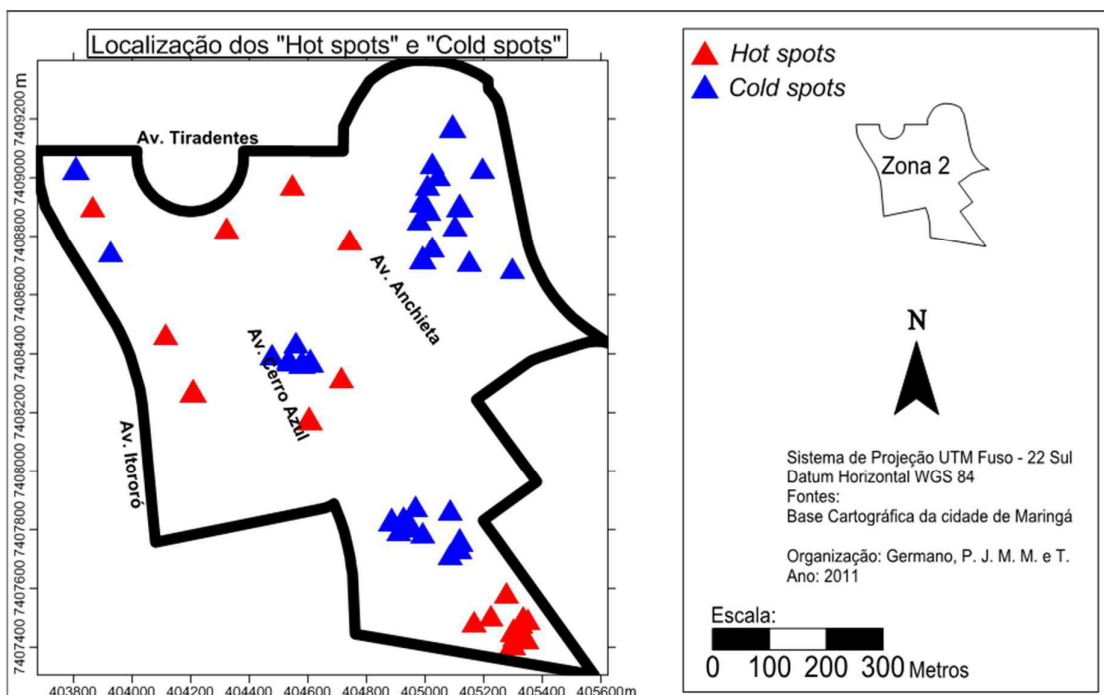 Localização dos "Hot spots" e "Cold spots"
7409200 m
7409000
7408800
7408600
7408400
7408200
7408000
7407800
7407600
7407400
Av. Tiradentes
Av. Anchieta
Av. Cerro Azul
Av. Itororó
403800
404000
404200
404400
404600
404800
405000
405200
405400
405600m
Hot spots
Cold spots
Zona 2
N
Sistema de Projeção UTM Fuso - 22 Sul
Datum Horizontal WGS 84
Fontes:
Base Cartográfica da cidade de Maringá
Organização: Germano, P. J. M. M. e T.
Ano: 2011
Escala:
0 100 200 300 Metros